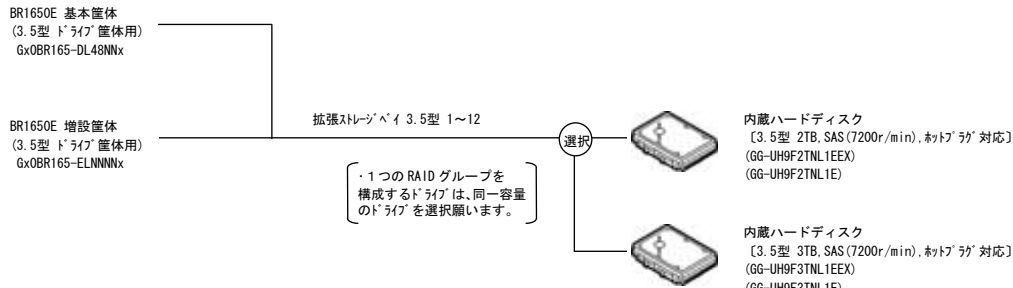 BR1650E 基本筐体
(3.5型 ﾄﾞﾗｲﾌﾞ筐体用)
GxOBR165-DL48NNx
BR1650E 増設筐体
(3.5型 ﾄﾞﾗｲﾌﾞ筐体用)
GxOBR165-ELNNNNx
拡張ｽﾄﾚｰｼﾞﾍﾞｲ 3.5型 1～12
選択
・1つの RAID グループを
構成するﾄﾞﾗｲﾌﾞは、同一容量
のﾄﾞﾗｲﾌﾞを選択願います。
内蔵ハードディスク
〔3.5型 2TB,SAS(7200r/min),ﾎｯﾄﾌﾟﾗｸﾞ対応〕
(GG-UH9F2TNL1EEX)
(GG-UH9F2TNL1E)
内蔵ハードディスク
〔3.5型 3TB,SAS(7200r/min),ﾎｯﾄﾌﾟﾗｸﾞ対応〕
(GG-UH9F3TNL1EEX)
(GG-UH9F3TNL1E)